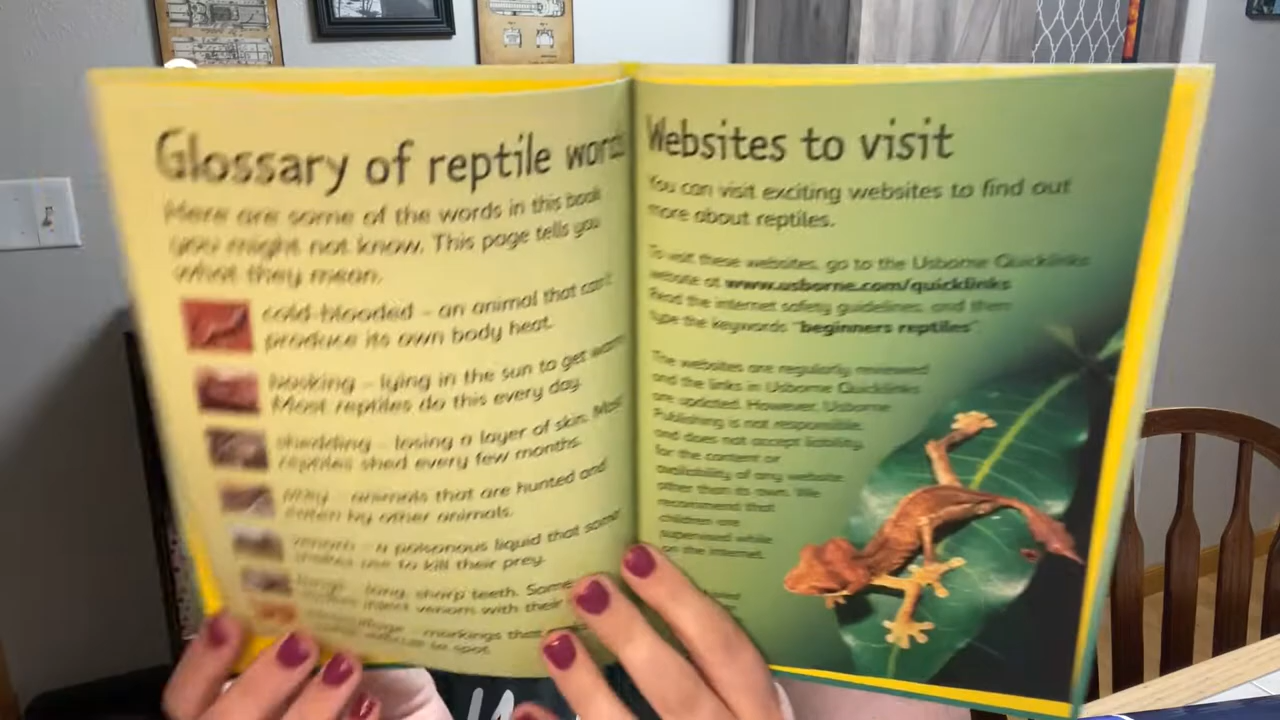 Glossary of reptile words
Here are some of the words in this book
you might not know. This page tells you
what they mean.
cold-blooded - an animal that can't
produce its own body heat.
basking - lying in the sun to get warm.
Most reptiles do this every day.
shedding - losing a layer of skin. Most
reptiles shed every few months.
prey - animals that are hunted and
eaten by other animals.
venom - a poisonous liquid that some
snakes use to kill their prey.
fangs - long, sharp teeth. Some
snakes inject venom with their
markings that
to spot.
Websites to visit
You can visit exciting websites to find out
more about reptiles.
To visit these websites, go to the Usborne Quicklinks
website at www.usborne.com/quicklinks
Read the internet safety guidelines, and then
type the keywords "beginners reptiles".
The websites are regularly reviewed
and the links in Usborne Quicklinks
are updated. However, Usborne
Publishing is not responsible,
and does not accept liability,
for the content or
availability of any website
other than its own. We
recommend that
children are
supervised while
on the internet.